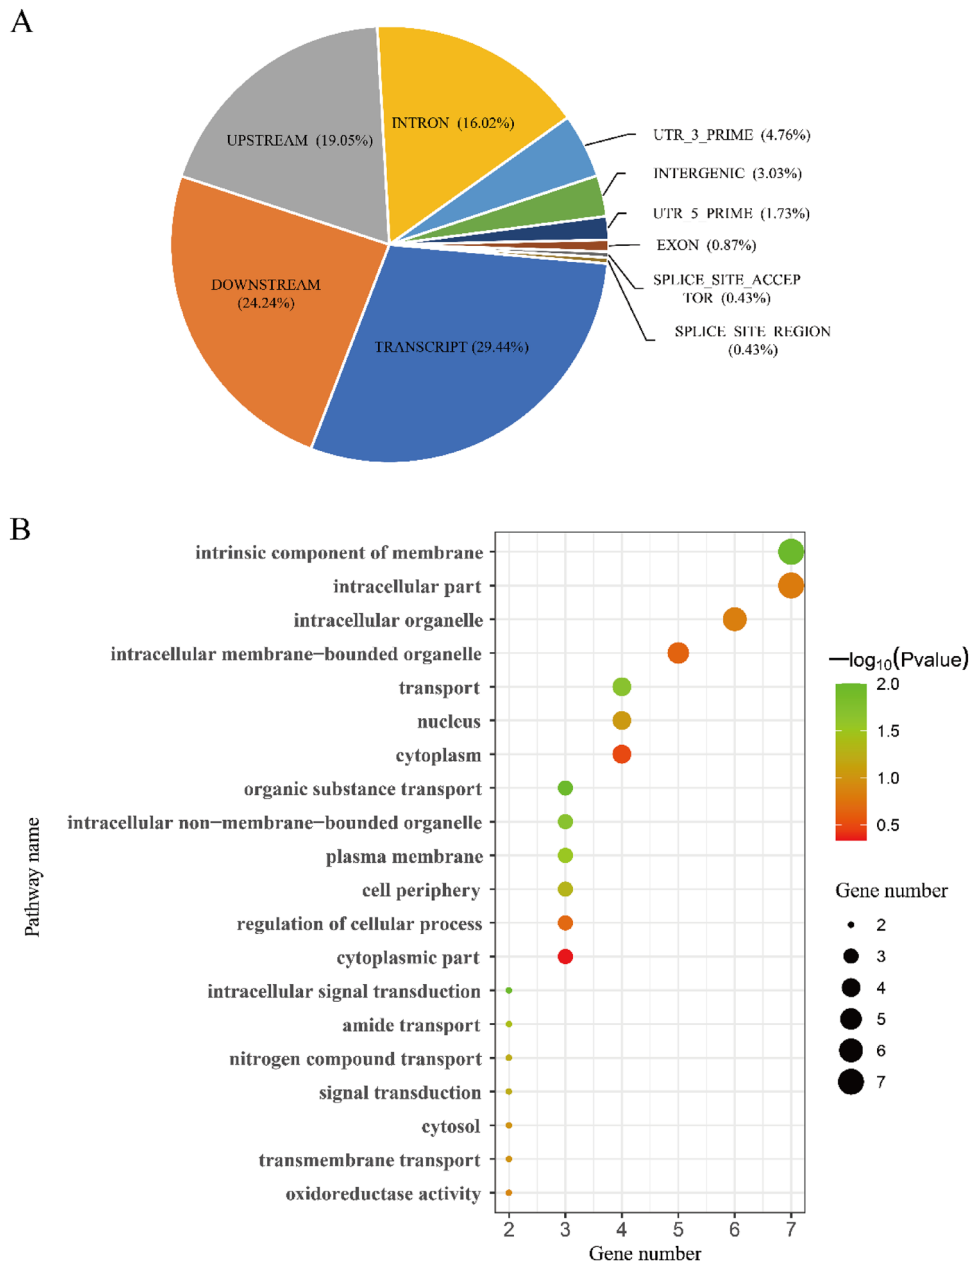 A
UPSTREAM (19.05%)
INTRON (16.02%)
UTR_3_PRIME (4.76%)
INTERGENIC (3.03%)
UTR_5_PRIME (1.73%)
EXON (0.87%)
SPLICE_SITE_ACCEP
TOR (0.43%)
SPLICE_SITE_REGION
(0.43%)
DOWNSTREAM
(24.24%)
TRANSCRIPT (29.44%)
B
Pathway name
intrinsic component of membrane
intracellular part
intracellular organelle
intracellular membrane−bounded organelle
transport
nucleus
cytoplasm
organic substance transport
intracellular non−membrane−bounded organelle
plasma membrane
cell periphery
regulation of cellular process
cytoplasmic part
intracellular signal transduction
amide transport
nitrogen compound transport
signal transduction
cytosol
transmembrane transport
oxidoreductase activity
2 3 4 5 6 7
Gene number
−log₁₀(Pvalue)
2.0
1.5
1.0
0.5
Gene number
2
3
4
5
6
7